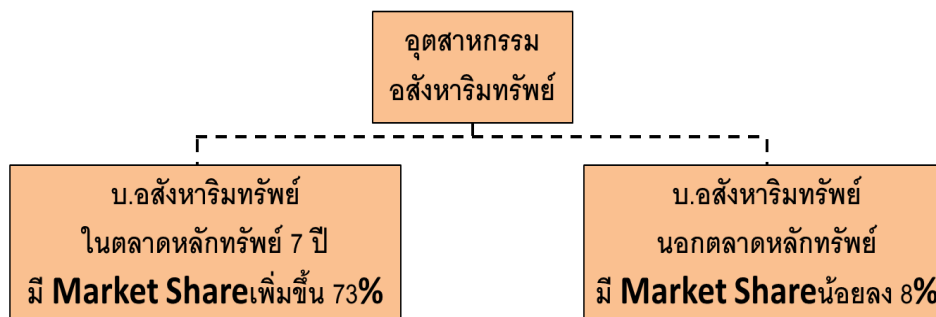 อุตสาหกรรม
อสังหาริมทรัพย์
บ.อสังหาริมทรัพย์
ในตลาดหลักทรัพย์ 7 ปี
มี Market Shareเพิ่มขึ้น 73%
บ.อสังหาริมทรัพย์
นอกตลาดหลักทรัพย์
มี Market Shareน้อยลง 8%